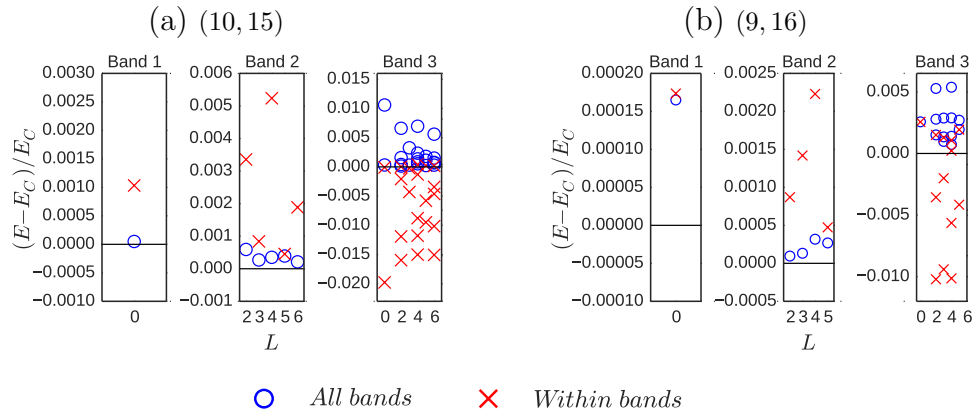 (a) (10, 15)
(b) (9, 16)
Band 1
Band 2
Band 3
Band 1
Band 2
Band 3
(E−E_C)/E_C
0.0030
0.0025
0.0020
0.0015
0.0010
0.0005
0.0000
−0.0005
−0.0010
0
0.006
0.005
0.004
0.003
0.002
0.001
0.000
−0.001
2 3 4 5 6
0.015
0.010
0.005
0.000
−0.005
−0.010
−0.015
−0.020
0 2 4 6
L
(E−E_C)/E_C
0.00020
0.00015
0.00010
0.00005
0.00000
−0.00005
−0.00010
0
0.0025
0.0020
0.0015
0.0010
0.0005
0.0000
−0.0005
2 3 4 5
0.005
0.000
−0.005
−0.010
0 2 4 6
L
All bands
Within bands